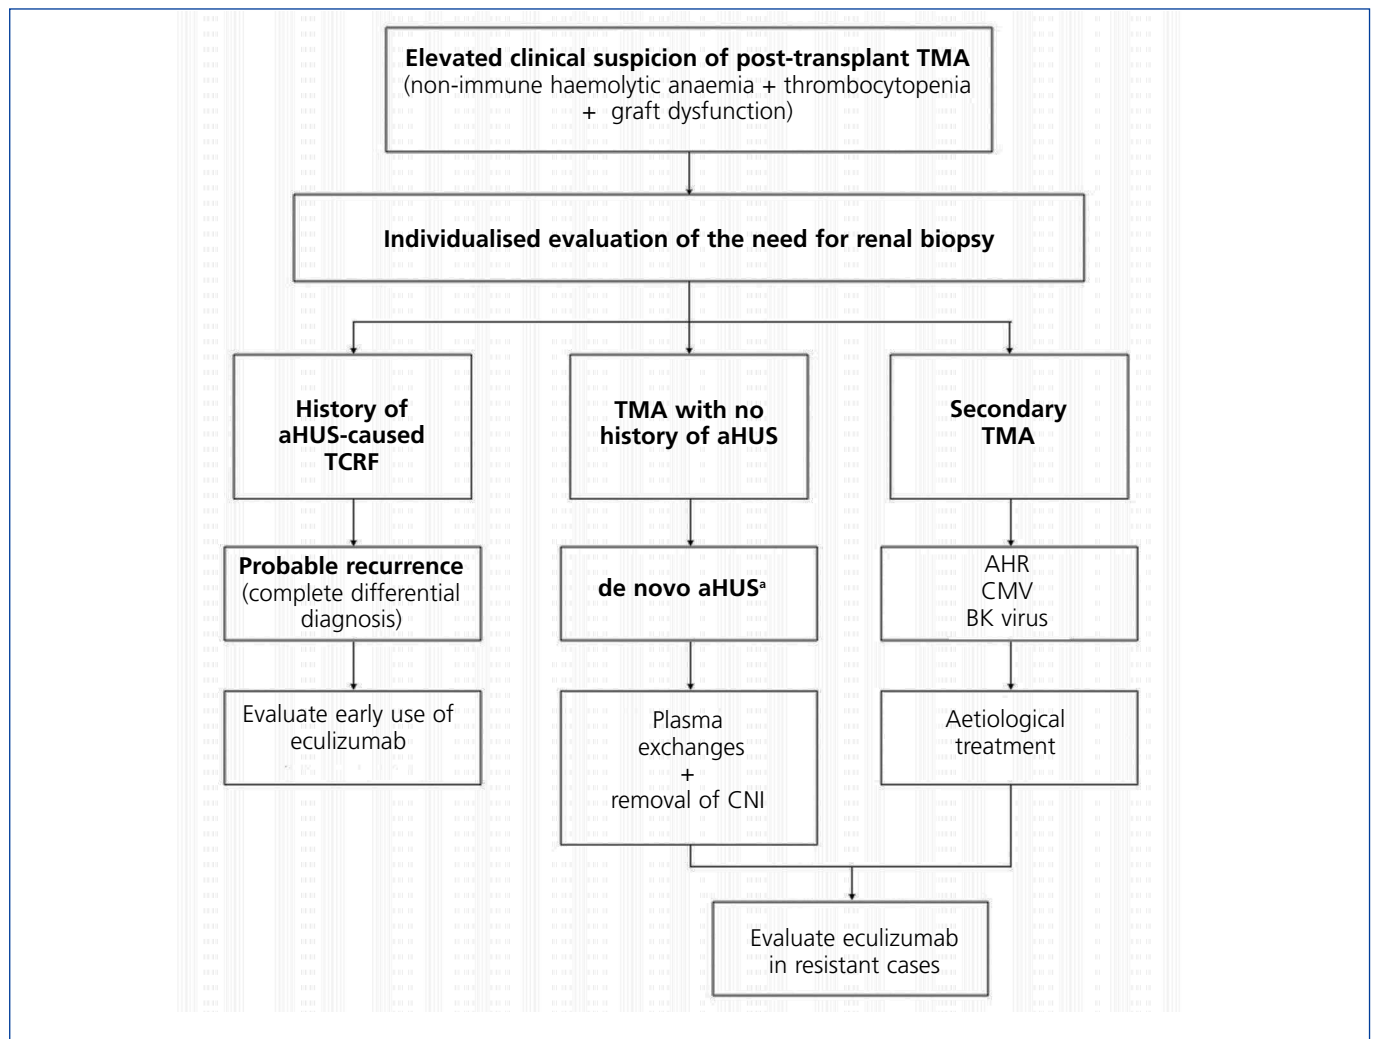 Elevated clinical suspicion of post-transplant TMA
(non-immune haemolytic anaemia + thrombocytopenia
+ graft dysfunction)
Individualised evaluation of the need for renal biopsy
History of
aHUS-caused
TCRF
TMA with no
history of aHUS
Secondary
TMA
Probable recurrence
(complete differential
diagnosis)
de novo aHUSª
AHR
CMV
BK virus
Evaluate early use of
eculizumab
Plasma
exchanges
+
removal of CNI
Aetiological
treatment
Evaluate eculizumab
in resistant cases